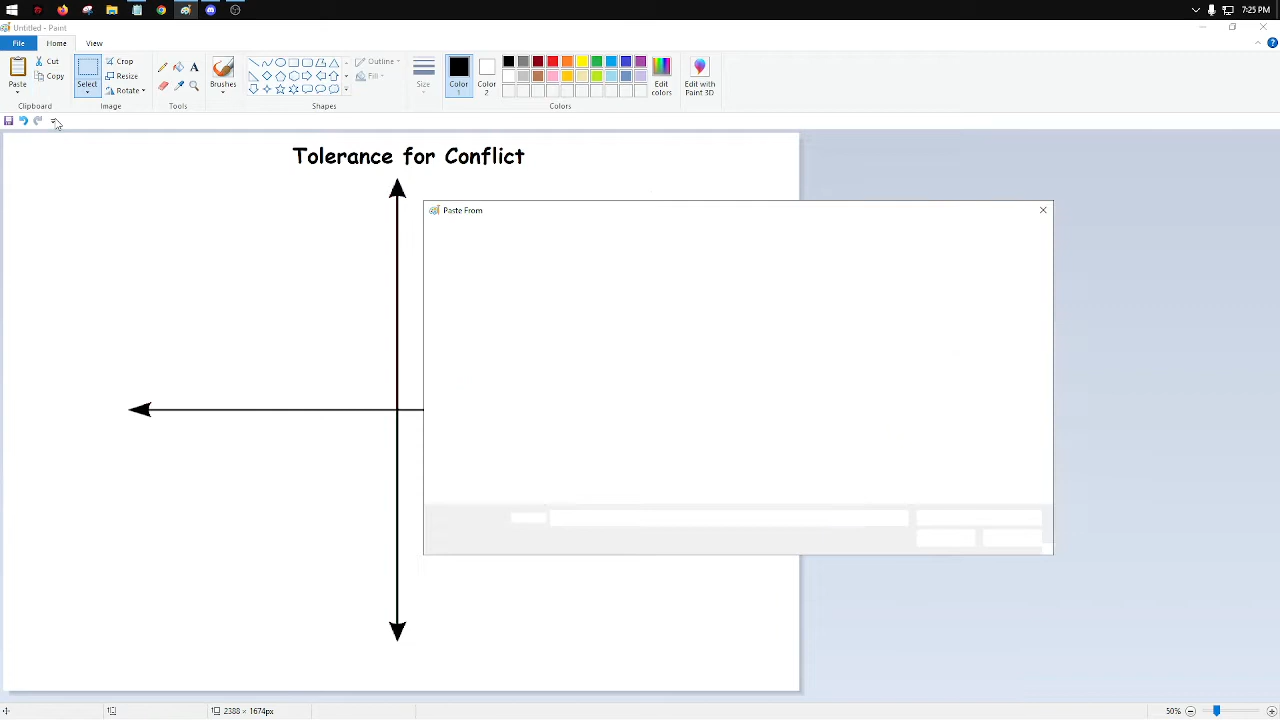 7:25 PM
Untitled - Paint
File
Home
View
Cut
Crop
Outline
Copy
Resize
Fill
Rotate
Paste
Select
Brushes
Size
Color 1
Color 2
Edit colors
Edit with Paint 3D
Clipboard
Image
Tools
Shapes
Colors
Tolerance for Conflict
Paste From
2388 × 1674px
50%